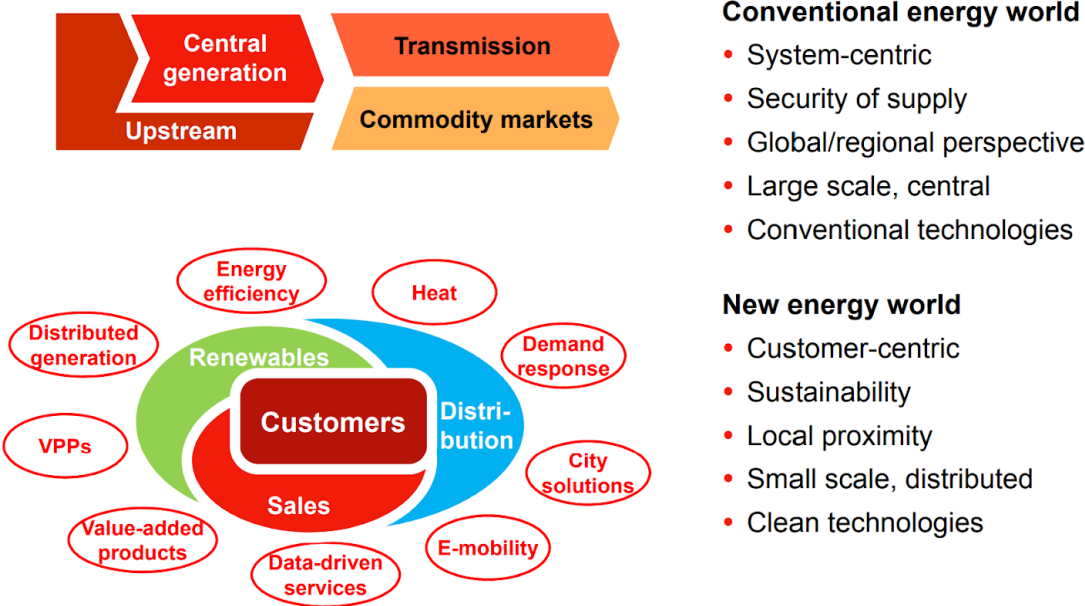 Central
generation
Upstream
Transmission
Commodity markets
Conventional energy world
• System-centric
• Security of supply
• Global/regional perspective
• Large scale, central
• Conventional technologies
Energy
efficiency
Heat
Distributed
generation
Renewables
Demand
response
Customers
Distri-
bution
VPPs
City
solutions
Sales
Value-added
products
E-mobility
Data-driven
services
New energy world
• Customer-centric
• Sustainability
• Local proximity
• Small scale, distributed
• Clean technologies